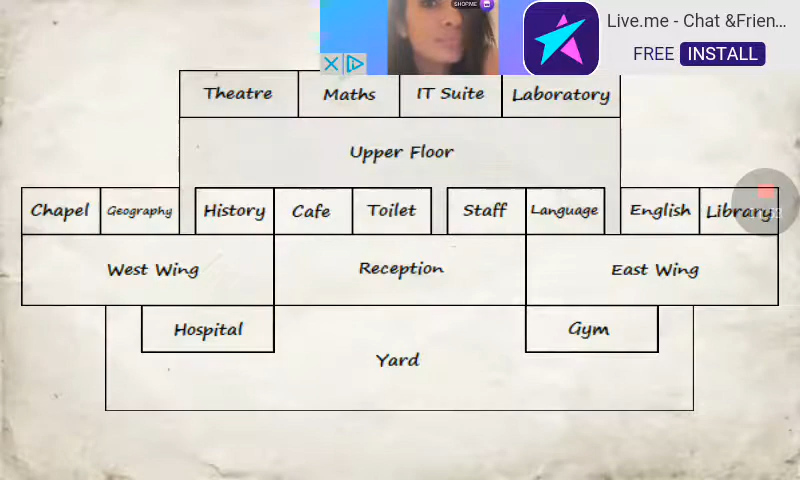 SHOPME
Live.me - Chat &Frien...
FREE INSTALL
Theatre Maths IT Suite Laboratory
Upper Floor
Chapel Geography History Cafe Toilet Staff Language English Library
West Wing Reception East Wing
Hospital Gym
Yard